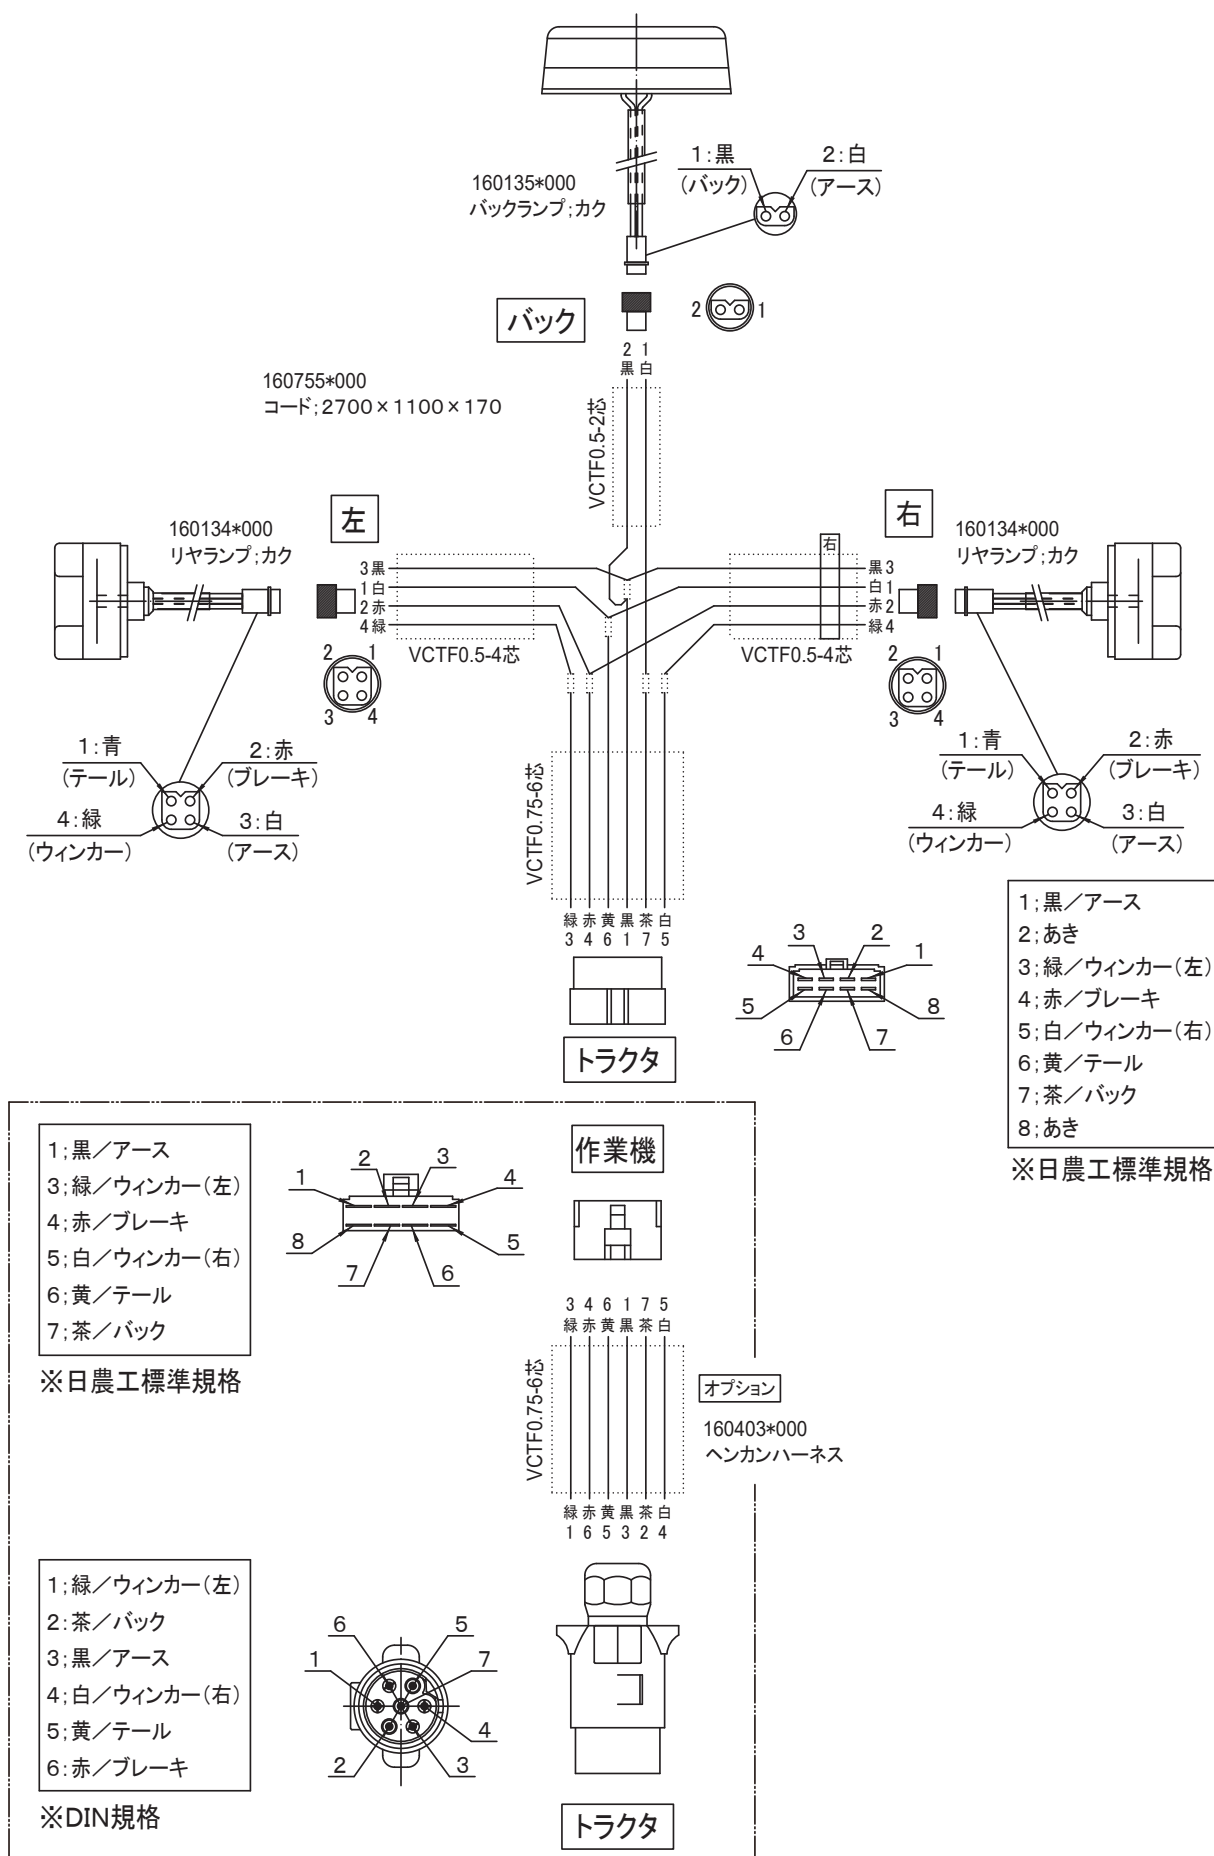 1:黒
(バック)
2:白
(アース)
160135*000
バックランプ;カク
バック
2
1
2 1
黒 白
160755*000
コード;2700×1100×170
VCTF0.5-2芯
左
右
160134*000
リヤランプ;カク
160134*000
リヤランプ;カク
右
3黒
1白
2赤
4緑
黒3
白1
赤2
緑4
VCTF0.5-4芯
VCTF0.5-4芯
2 1
3 4
2 1
3 4
1:青
(テール)
2:赤
(ブレーキ)
4:緑
(ウィンカー)
3:白
(アース)
1:青
(テール)
2:赤
(ブレーキ)
4:緑
(ウィンカー)
3:白
(アース)
VCTF0.75-6芯
緑 赤 黄 黒 茶 白
3 4 6 1 7 5
3 2
4 1
5 8
6 7
トラクタ
1;黒/アース
2;あき
3;緑/ウィンカー(左)
4;赤/ブレーキ
5;白/ウィンカー(右)
6;黄/テール
7;茶/バック
8;あき
※日農工標準規格
作業機
1;黒/アース
3;緑/ウィンカー(左)
4;赤/ブレーキ
5;白/ウィンカー(右)
6;黄/テール
7;茶/バック
※日農工標準規格
2 3
1 4
8 5
7 6
3 4 6 1 7 5
緑 赤 黄 黒 茶 白
VCTF0.75-6芯
オプション
160403*000
ヘンカンハーネス
緑 赤 黄 黒 茶 白
1 6 5 3 2 4
1;緑/ウィンカー(左)
2:茶/バック
3;黒/アース
4;白/ウィンカー(右)
5;黄/テール
6:赤/ブレーキ
※DIN規格
6 5
1 7
4
2 3
トラクタ